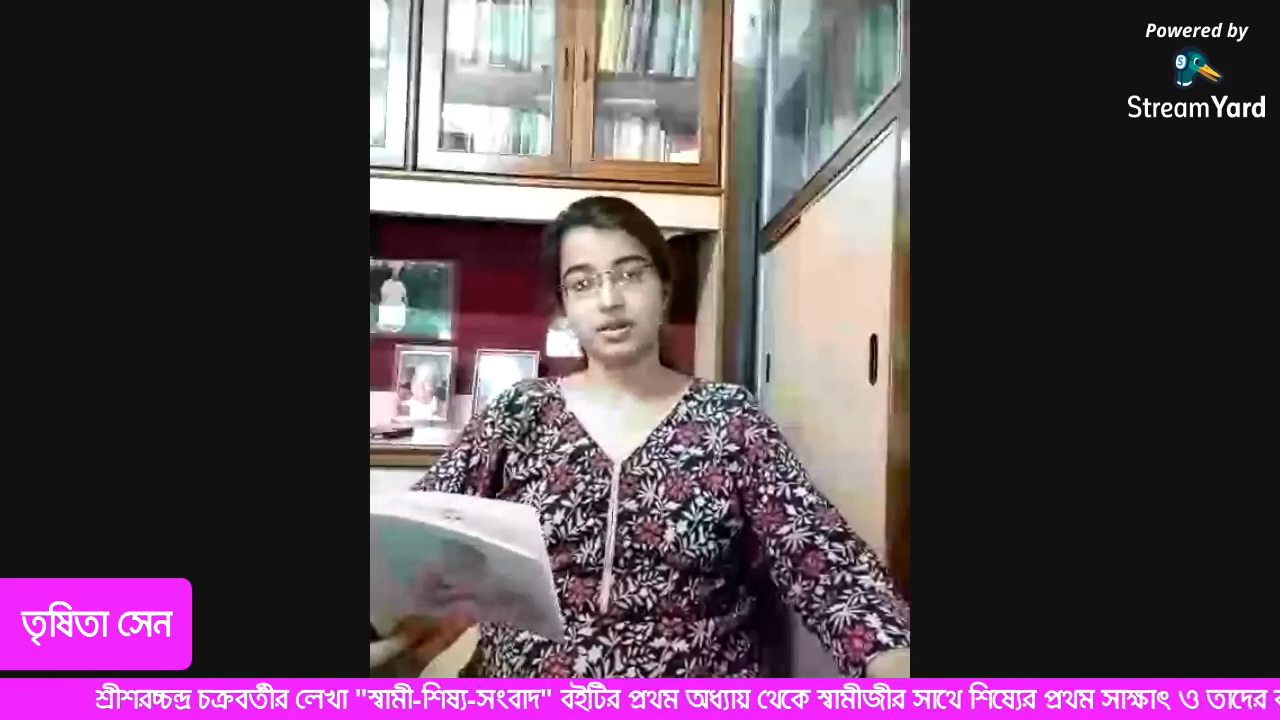 Powered by
StreamYard
তৃষিতা সেন
শ্রীশরচ্চন্দ্র চক্রবর্তীর লেখা "স্বামী-শিষ্য-সংবাদ" বইটির প্রথম অধ্যায় থেকে স্বামীজীর সাথে শিষ্যের প্রথম সাক্ষাৎ ও তাদের